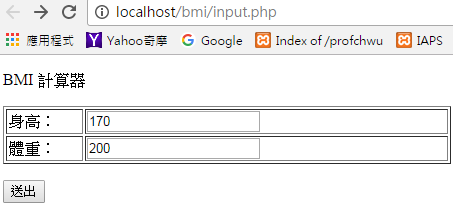 localhost/bmi/input.php
應用程式 Yahoo奇摩 Google Index of /profchwu IAPS
BMI 計算器
身高： 170
體重： 200
送出